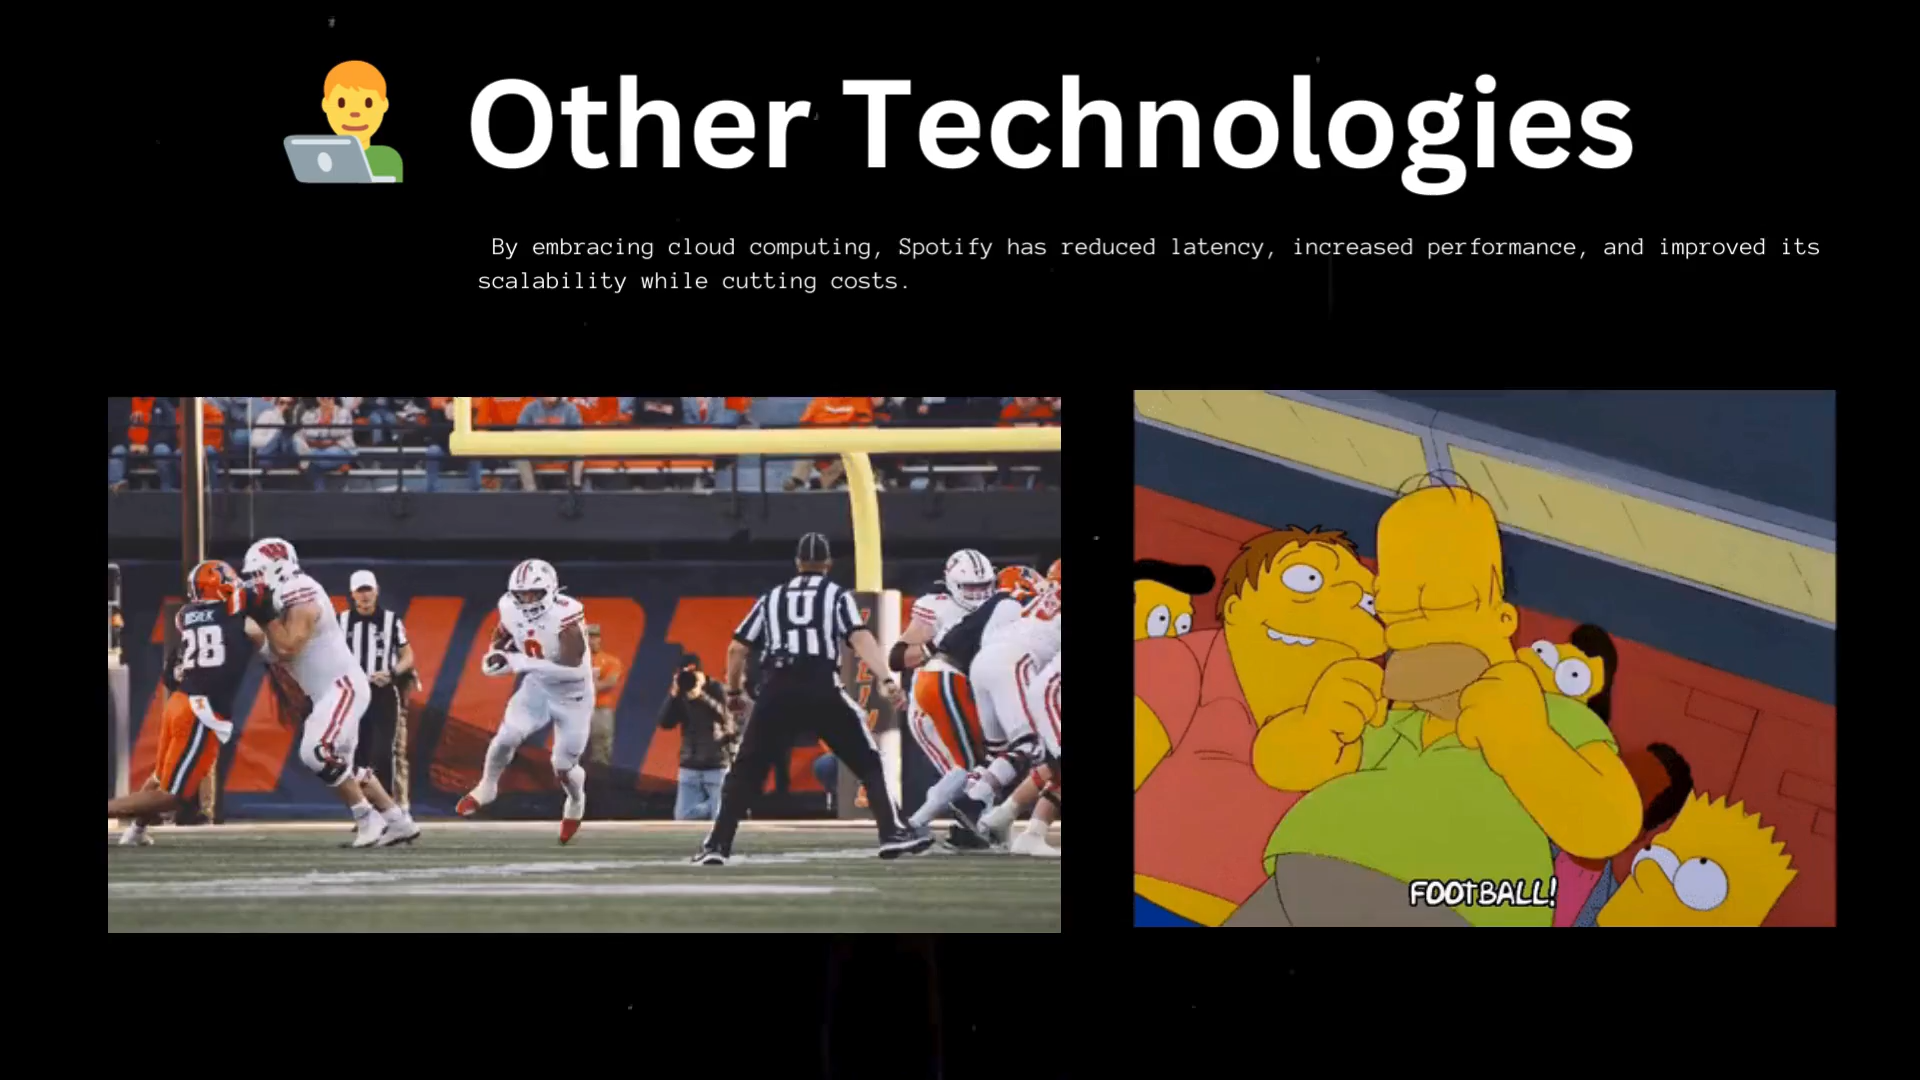 Other Technologies
By embracing cloud computing, Spotify has reduced latency, increased performance, and improved its
scalability while cutting costs.
28
U
W
FOOTBALL!